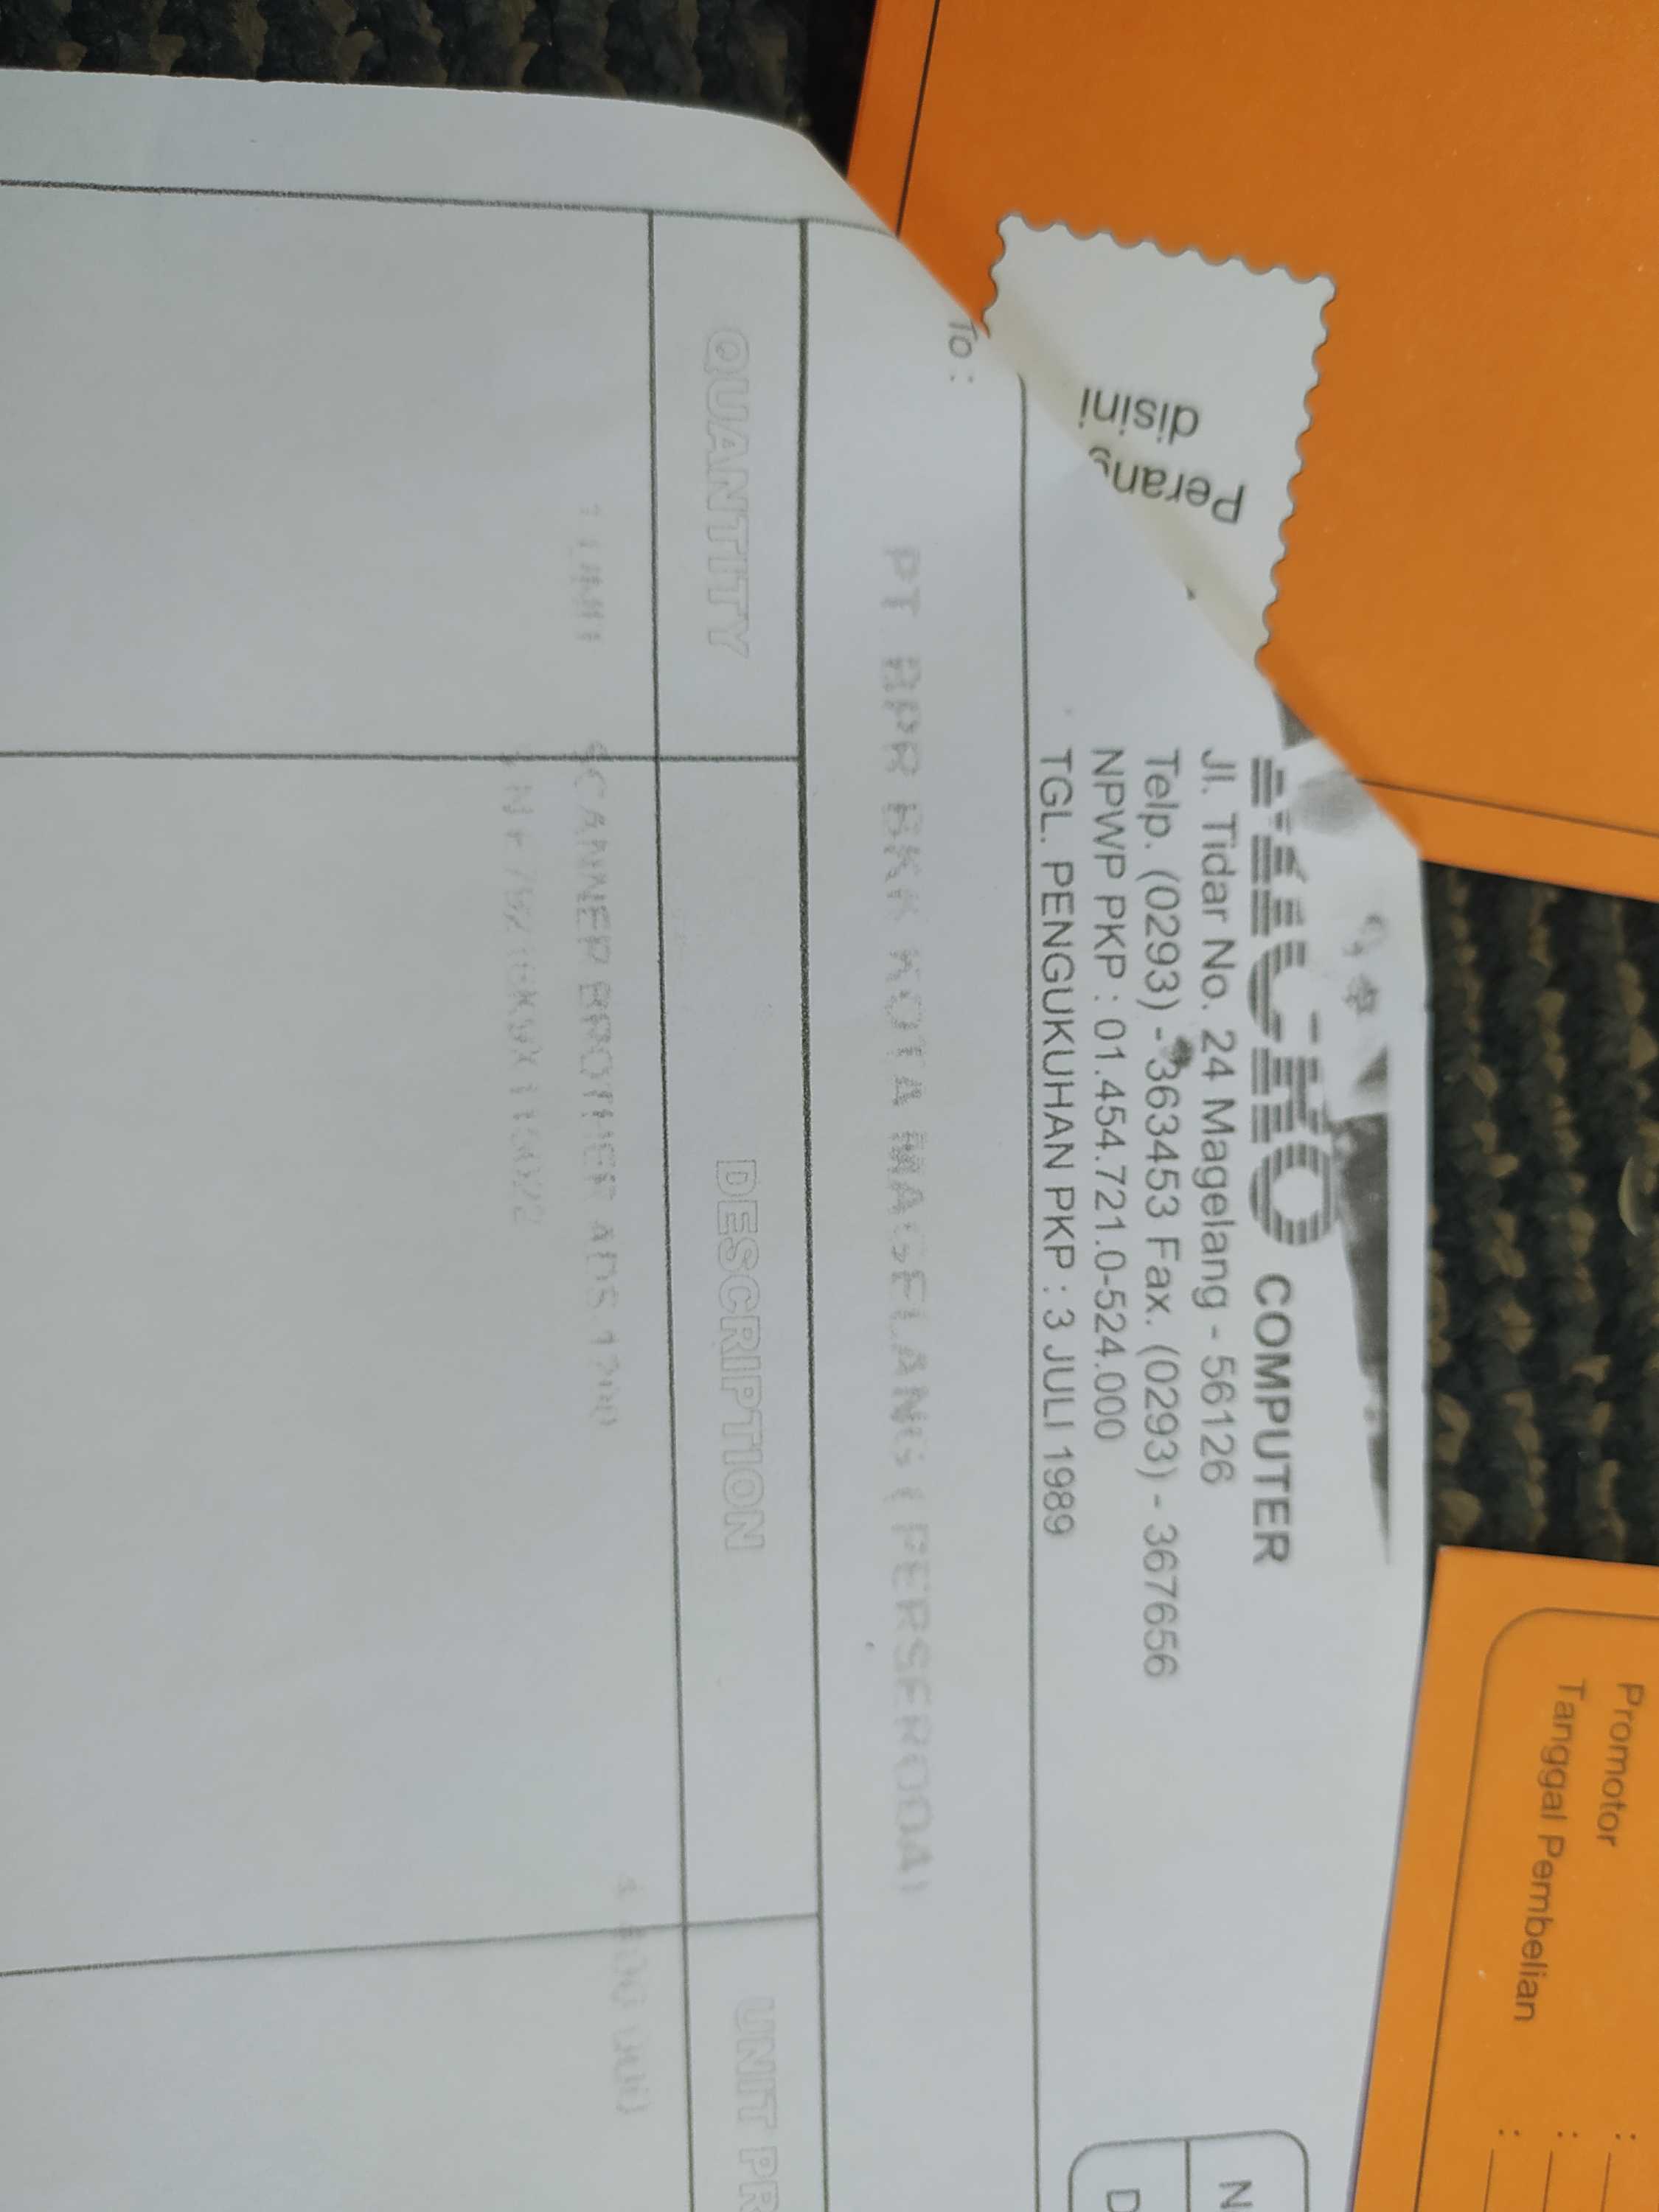 COMPUTER
Jl. Tidar No. 24 Magelang - 56126
Telp. (0293) - 363453 Fax. (0293) - 367656
NPWP PKP : 01.454.721.0-524.000
TGL. PENGUKUHAN PKP : 3 JULI 1989
To :
PT BPR BKK KOTA MAGELANG ( PERSERODA)
QUANTITY DESCRIPTION UNIT PR
1 UNIT SCANNER BROTHER ADS 1200
disini
Promotor :
Tanggal Pembelian :